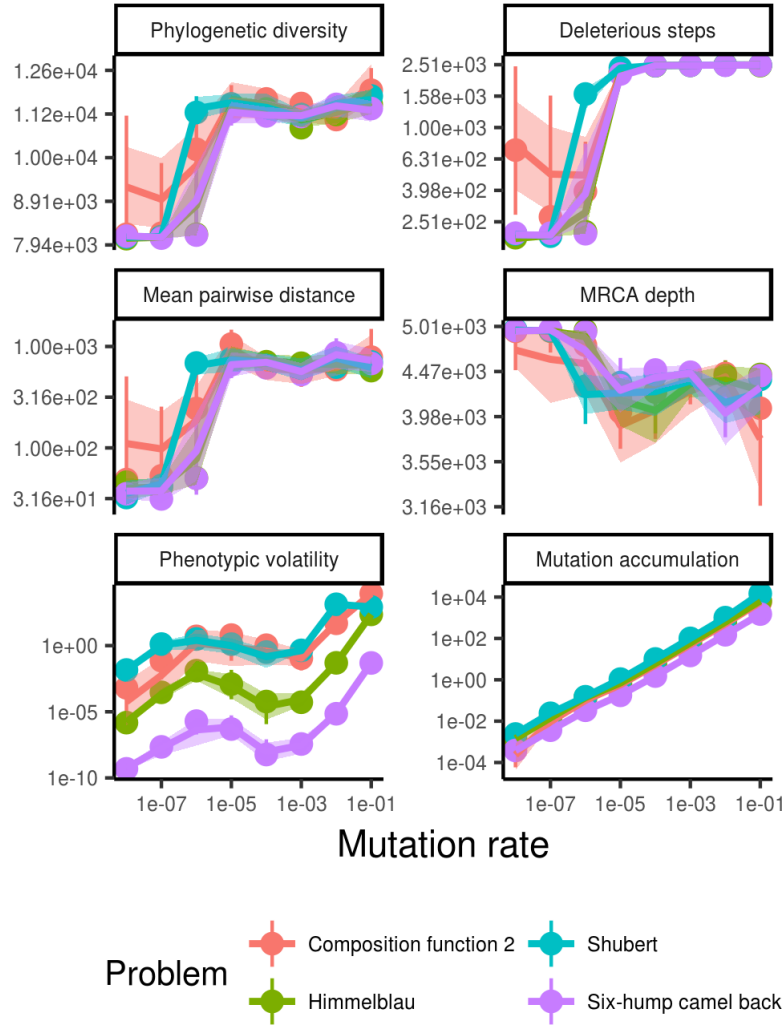 Phylogenetic diversity
Deleterious steps
1.26e+04
1.12e+04
1.00e+04
8.91e+03
7.94e+03
2.51e+03
1.58e+03
1.00e+03
6.31e+02
3.98e+02
2.51e+02
Mean pairwise distance
MRCA depth
1.00e+03
3.16e+02
1.00e+02
3.16e+01
5.01e+03
4.47e+03
3.98e+03
3.55e+03
3.16e+03
Phenotypic volatility
Mutation accumulation
1e+00
1e-05
1e-10
1e+04
1e+02
1e+00
1e-02
1e-04
1e-07 1e-05 1e-03 1e-01
1e-07 1e-05 1e-03 1e-01
Mutation rate
Problem
Composition function 2
Shubert
Himmelblau
Six-hump camel back